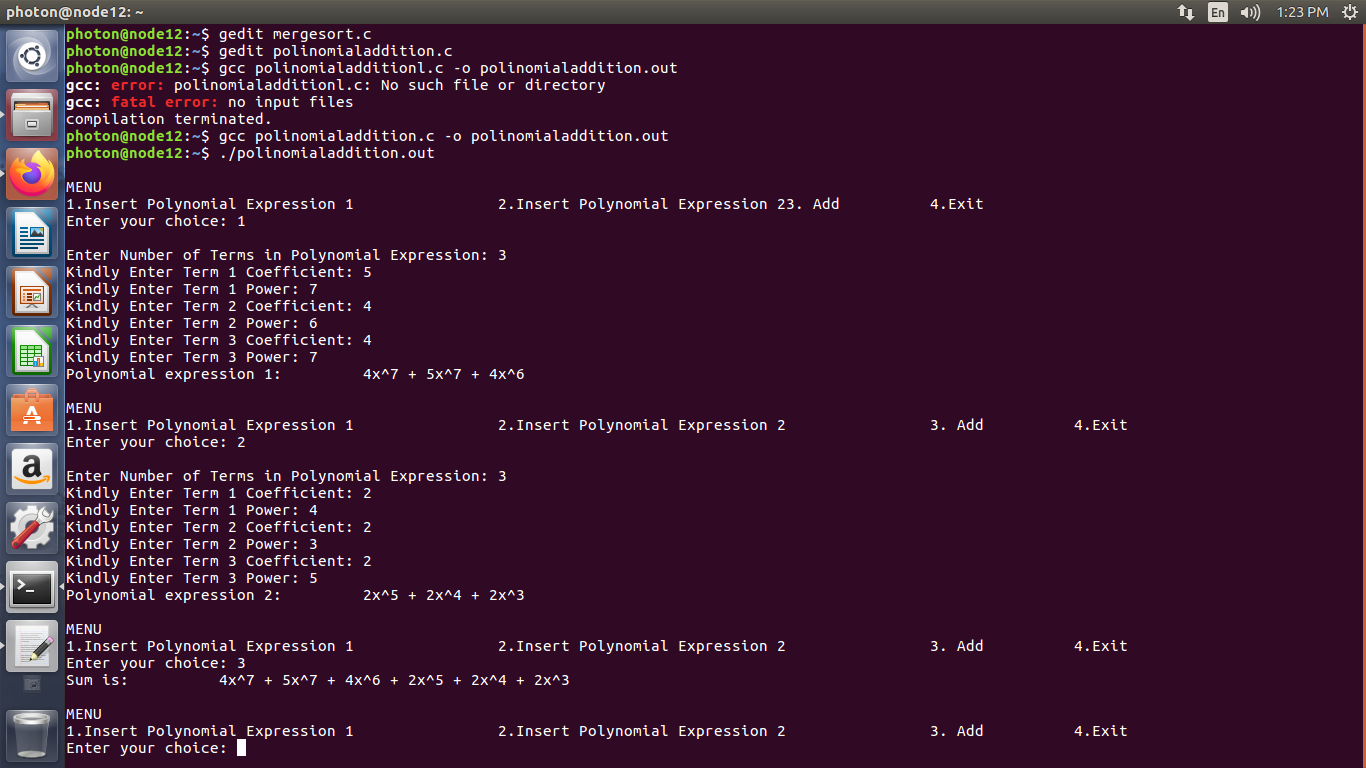 photon@node12: ~
En
1:23 PM
photon@node12:~$ gedit mergesort.c
photon@node12:~$ gedit polinomialaddition.c
photon@node12:~$ gcc polinomialadditionl.c -o polinomialaddition.out
gcc: error: polinomialadditionl.c: No such file or directory
gcc: fatal error: no input files
compilation terminated.
photon@node12:~$ gcc polinomialaddition.c -o polinomialaddition.out
photon@node12:~$ ./polinomialaddition.out
MENU
1.Insert Polynomial Expression 1 2.Insert Polynomial Expression 23. Add 4.Exit
Enter your choice: 1
Enter Number of Terms in Polynomial Expression: 3
Kindly Enter Term 1 Coefficient: 5
Kindly Enter Term 1 Power: 7
Kindly Enter Term 2 Coefficient: 4
Kindly Enter Term 2 Power: 6
Kindly Enter Term 3 Coefficient: 4
Kindly Enter Term 3 Power: 7
Polynomial expression 1: 4x^7 + 5x^7 + 4x^6
MENU
1.Insert Polynomial Expression 1 2.Insert Polynomial Expression 2 3. Add 4.Exit
Enter your choice: 2
Enter Number of Terms in Polynomial Expression: 3
Kindly Enter Term 1 Coefficient: 2
Kindly Enter Term 1 Power: 4
Kindly Enter Term 2 Coefficient: 2
Kindly Enter Term 2 Power: 3
Kindly Enter Term 3 Coefficient: 2
Kindly Enter Term 3 Power: 5
Polynomial expression 2: 2x^5 + 2x^4 + 2x^3
MENU
1.Insert Polynomial Expression 1 2.Insert Polynomial Expression 2 3. Add 4.Exit
Enter your choice: 3
Sum is: 4x^7 + 5x^7 + 4x^6 + 2x^5 + 2x^4 + 2x^3
MENU
1.Insert Polynomial Expression 1 2.Insert Polynomial Expression 2 3. Add 4.Exit
Enter your choice: